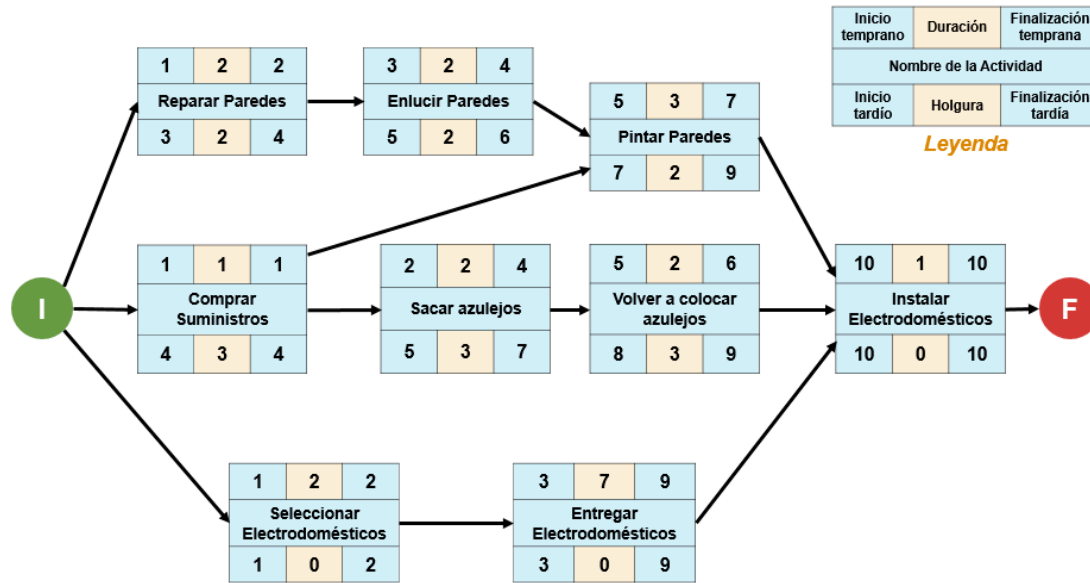 Inicio temprano Duración Finalización temprana
Nombre de la Actividad
Inicio tardío Holgura Finalización tardía
Leyenda
1 2 2
Reparar Paredes
3 2 4
3 2 4
Enlucir Paredes
5 2 6
5 3 7
Pintar Paredes
7 2 9
I
1 1 1
Comprar
Suministros
4 3 4
2 2 4
Sacar azulejos
5 3 7
5 2 6
Volver a colocar
azulejos
8 3 9
10 1 10
Instalar
Electrodomésticos
10 0 10
F
1 2 2
Seleccionar
Electrodomésticos
1 0 2
3 7 9
Entregar
Electrodomésticos
3 0 9